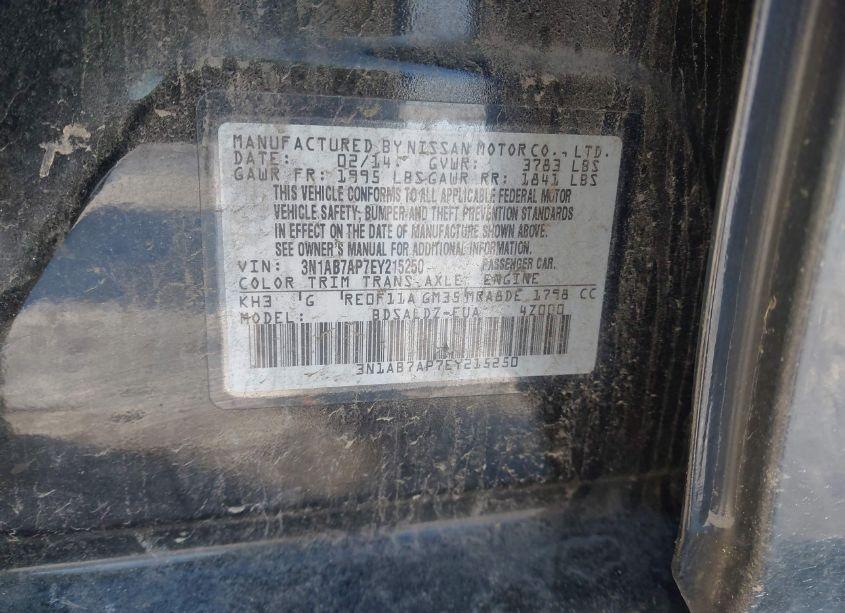 MANUFACTURED BY NISSAN MOTOR CO., LTD.
DATE: 02/14 GVWR: 3783 LBS
GAWR FR: 1995 LBS GAWR RR: 1841 LBS
THIS VEHICLE CONFORMS TO ALL APPLICABLE FEDERAL MOTOR
VEHICLE SAFETY, BUMPER AND THEFT PREVENTION STANDARDS
IN EFFECT ON THE DATE OF MANUFACTURE SHOWN ABOVE.
SEE OWNER'S MANUAL FOR ADDITIONAL INFORMATION.
VIN: 3N1AB7AP7EY215250 PASSENGER CAR.
COLOR TRIM TRANS. AXLE ENGINE
KH3 G RE0F11A GM35 MRA8DE 1798 CC
MODEL: BDSALDZ-EUA 4Z000
3N1AB7AP7EY215250